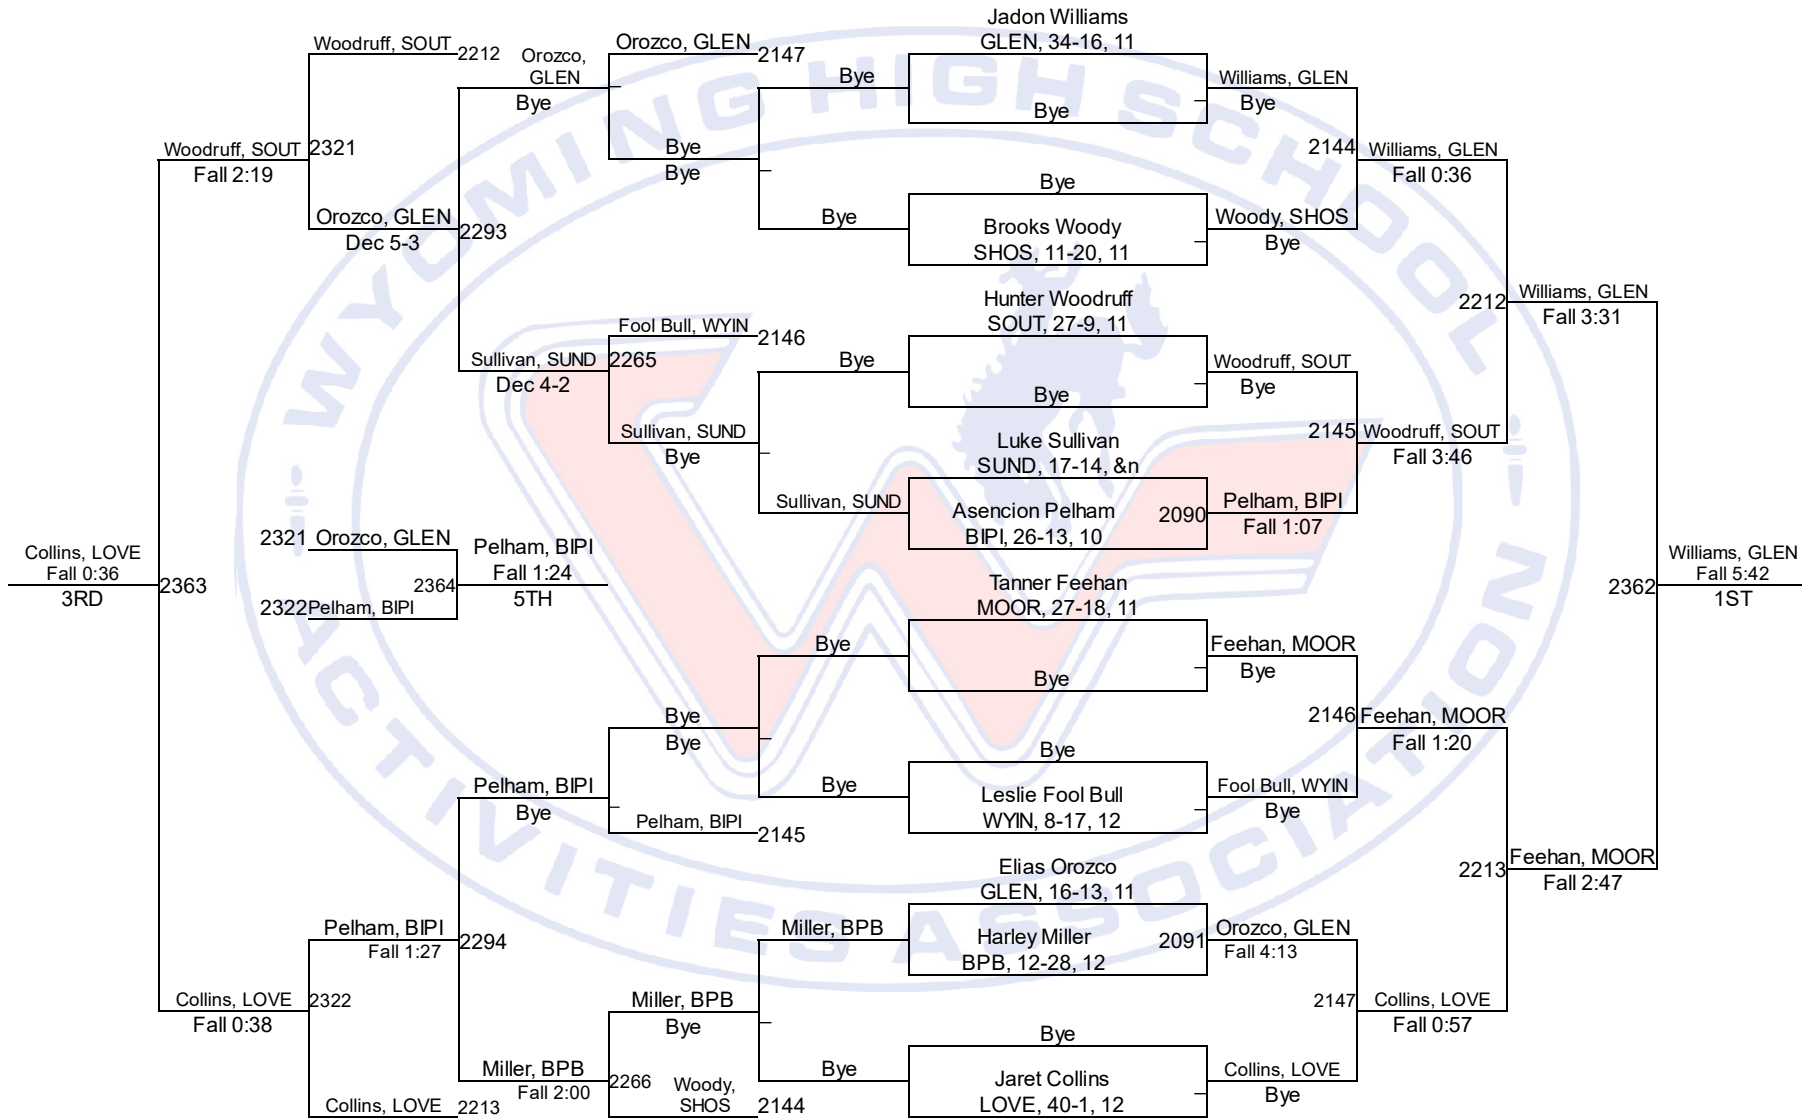 Jadon Williams
GLEN, 34-16, 11
Bye
Bye
Brooks Woody
SHOS, 11-20, 11
Hunter Woodruff
SOUT, 27-9, 11
Bye
Luke Sullivan
SUND, 17-14, &n
Asencion Pelham
BIPI, 26-13, 10
2090
Tanner Feehan
MOOR, 27-18, 11
Bye
Bye
Leslie Fool Bull
WYIN, 8-17, 12
Elias Orozco
GLEN, 16-13, 11
Harley Miller
BPB, 12-28, 12
2091
Bye
Jaret Collins
LOVE, 40-1, 12
Williams, GLEN
Bye
Woody, SHOS
Bye
Woodruff, SOUT
Bye
Pelham, BIPI
Fall 1:07
Feehan, MOOR
Bye
Fool Bull, WYIN
Bye
Orozco, GLEN
Fall 4:13
Collins, LOVE
Bye
2144
Williams, GLEN
Fall 0:36
2145
Woodruff, SOUT
Fall 3:46
2146
Feehan, MOOR
Fall 1:20
2147
Collins, LOVE
Fall 0:57
2212
Williams, GLEN
Fall 3:31
2213
Feehan, MOOR
Fall 2:47
2362
Williams, GLEN
Fall 5:42
1ST
Bye
Bye
Bye
Sullivan, SUND
Bye
Bye
Miller, BPB
Bye
Orozco, GLEN
2147
Bye
Bye
Fool Bull, WYIN
2146
Sullivan, SUND
Bye
Bye
Bye
Pelham, BIPI
2145
Miller, BPB
Bye
Woody,
SHOS
2144
Orozco,
GLEN
Bye
Sullivan, SUND
2265
Dec 4-2
Pelham, BIPI
Bye
Miller, BPB
Fall 2:00
2266
Woodruff, SOUT
2212
Orozco, GLEN
2293
Dec 5-3
Pelham, BIPI
2294
Fall 1:27
Collins, LOVE
2213
Woodruff, SOUT
2321
Fall 2:19
Collins, LOVE
2322
Fall 0:38
2321
Orozco, GLEN
2322
Pelham, BIPI
2364
Pelham, BIPI
Fall 1:24
5TH
Collins, LOVE
Fall 0:36
3RD
2363
WYOMING HIGH SCHOOL
ACTIVITIES ASSOCIATION